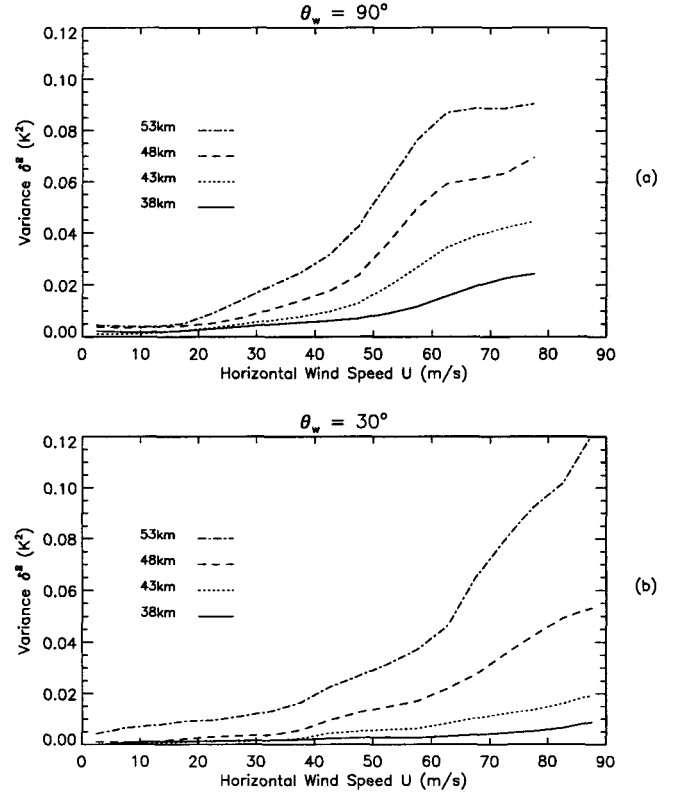 θw = 90°
0.12
0.10
0.08
0.06
0.04
0.02
0.00
Variance δ² (K²)
53km
48km
43km
38km
0 10 20 30 40 50 60 70 80 90
Horizontal Wind Speed U (m/s)
(a)
θw = 30°
0.12
0.10
0.08
0.06
0.04
0.02
0.00
Variance δ² (K²)
53km
48km
43km
38km
0 10 20 30 40 50 60 70 80 90
Horizontal Wind Speed U (m/s)
(b)